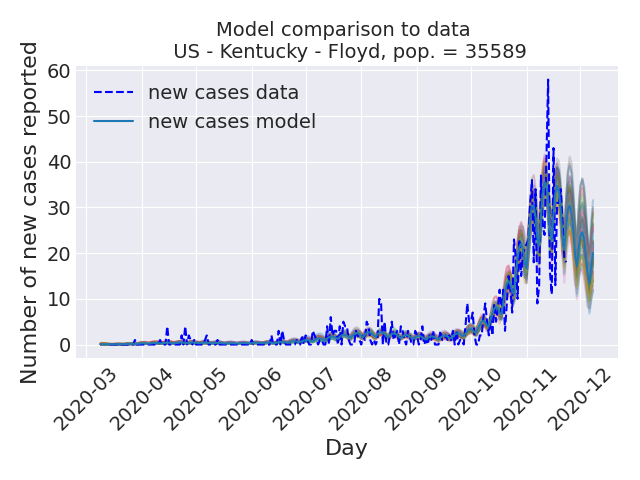 Model comparison to data
US - Kentucky - Floyd, pop. = 35589
Number of new cases reported
60
50
40
30
20
10
0
new cases data
new cases model
2020-03
2020-04
2020-05
2020-06
2020-07
2020-08
2020-09
2020-10
2020-11
2020-12
Day